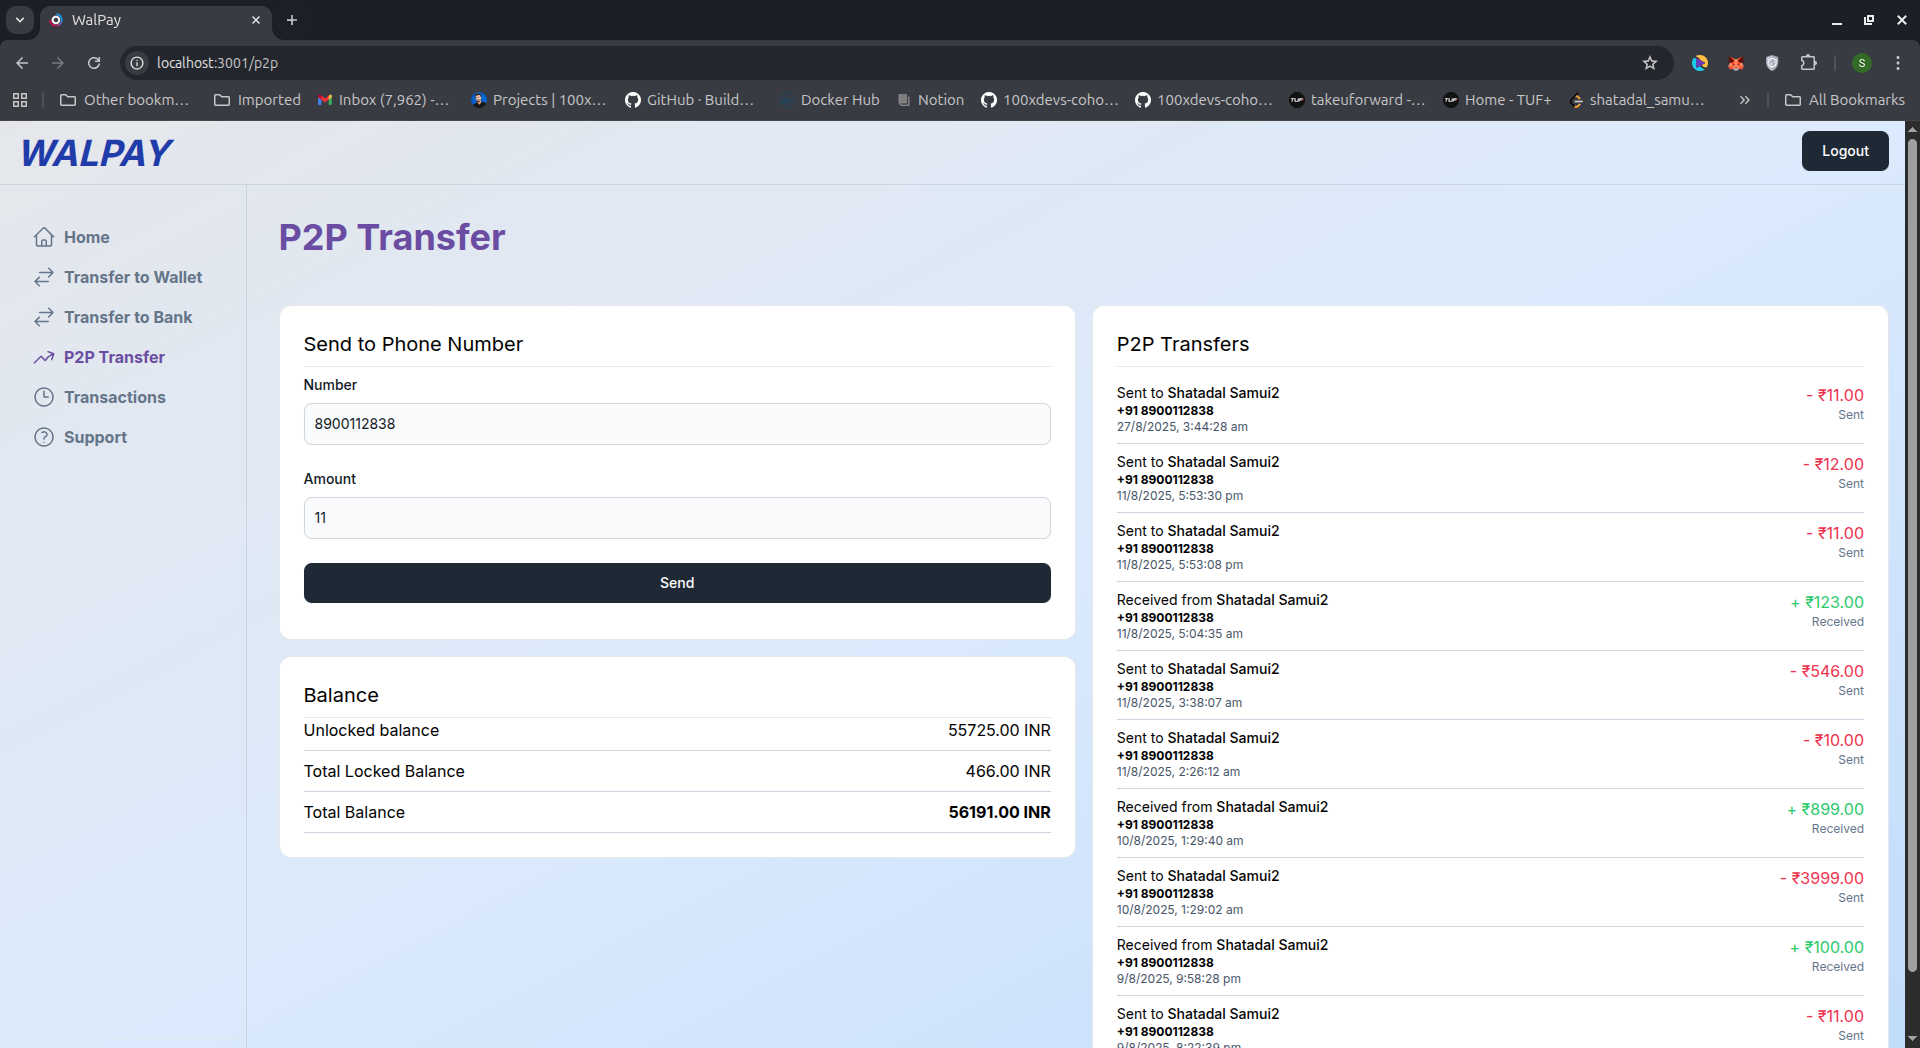 WalPay
localhost:3001/p2p
S
Other bookm...
Imported
Inbox (7,962) -...
Projects | 100x...
GitHub · Build...
Docker Hub
Notion
100xdevs-coho...
100xdevs-coho...
takeuforward -...
Home - TUF+
shatadal_samu...
All Bookmarks
WALPAY
Logout
Home
Transfer to Wallet
Transfer to Bank
P2P Transfer
Transactions
Support
P2P Transfer
Send to Phone Number
Number
8900112838
Amount
11
Send
Balance
Unlocked balance 55725.00 INR
Total Locked Balance 466.00 INR
Total Balance 56191.00 INR
P2P Transfers
Sent to Shatadal Samui2 - ₹11.00
+91 8900112838 Sent
27/8/2025, 3:44:28 am
Sent to Shatadal Samui2 - ₹12.00
+91 8900112838 Sent
11/8/2025, 5:53:30 pm
Sent to Shatadal Samui2 - ₹11.00
+91 8900112838 Sent
11/8/2025, 5:53:08 pm
Received from Shatadal Samui2 + ₹123.00
+91 8900112838 Received
11/8/2025, 5:04:35 am
Sent to Shatadal Samui2 - ₹546.00
+91 8900112838 Sent
11/8/2025, 3:38:07 am
Sent to Shatadal Samui2 - ₹10.00
+91 8900112838 Sent
11/8/2025, 2:26:12 am
Received from Shatadal Samui2 + ₹899.00
+91 8900112838 Received
10/8/2025, 1:29:40 am
Sent to Shatadal Samui2 - ₹3999.00
+91 8900112838 Sent
10/8/2025, 1:29:02 am
Received from Shatadal Samui2 + ₹100.00
+91 8900112838 Received
9/8/2025, 9:58:28 pm
Sent to Shatadal Samui2 - ₹11.00
+91 8900112838 Sent
9/8/2025, 8:22:39 pm